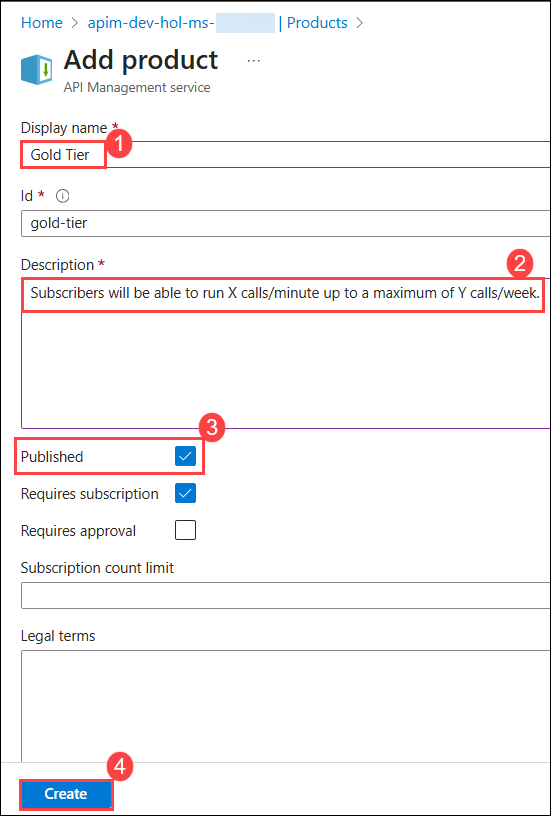 Home > apim-dev-hol-ms- | Products >
Add product ...
API Management service
Display name *
1
Gold Tier
Id *
gold-tier
2
Description *
Subscribers will be able to run X calls/minute up to a maximum of Y calls/week.
3
Published
Requires subscription
Requires approval
Subscription count limit
Legal terms
4
Create